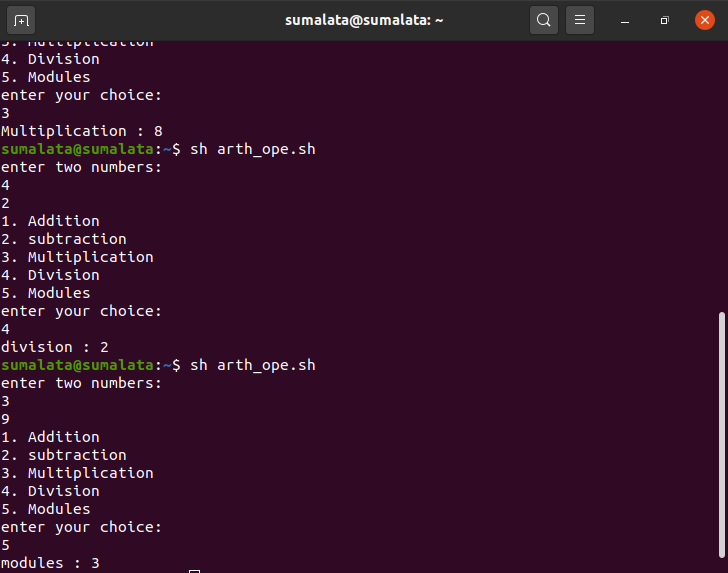 sumalata@sumalata: ~
3. Multiplication
4. Division
5. Modules
enter your choice:
3
Multiplication : 8
sumalata@sumalata:~$ sh arth_ope.sh
enter two numbers:
4
2
1. Addition
2. subtraction
3. Multiplication
4. Division
5. Modules
enter your choice:
4
division : 2
sumalata@sumalata:~$ sh arth_ope.sh
enter two numbers:
3
9
1. Addition
2. subtraction
3. Multiplication
4. Division
5. Modules
enter your choice:
5
modules : 3